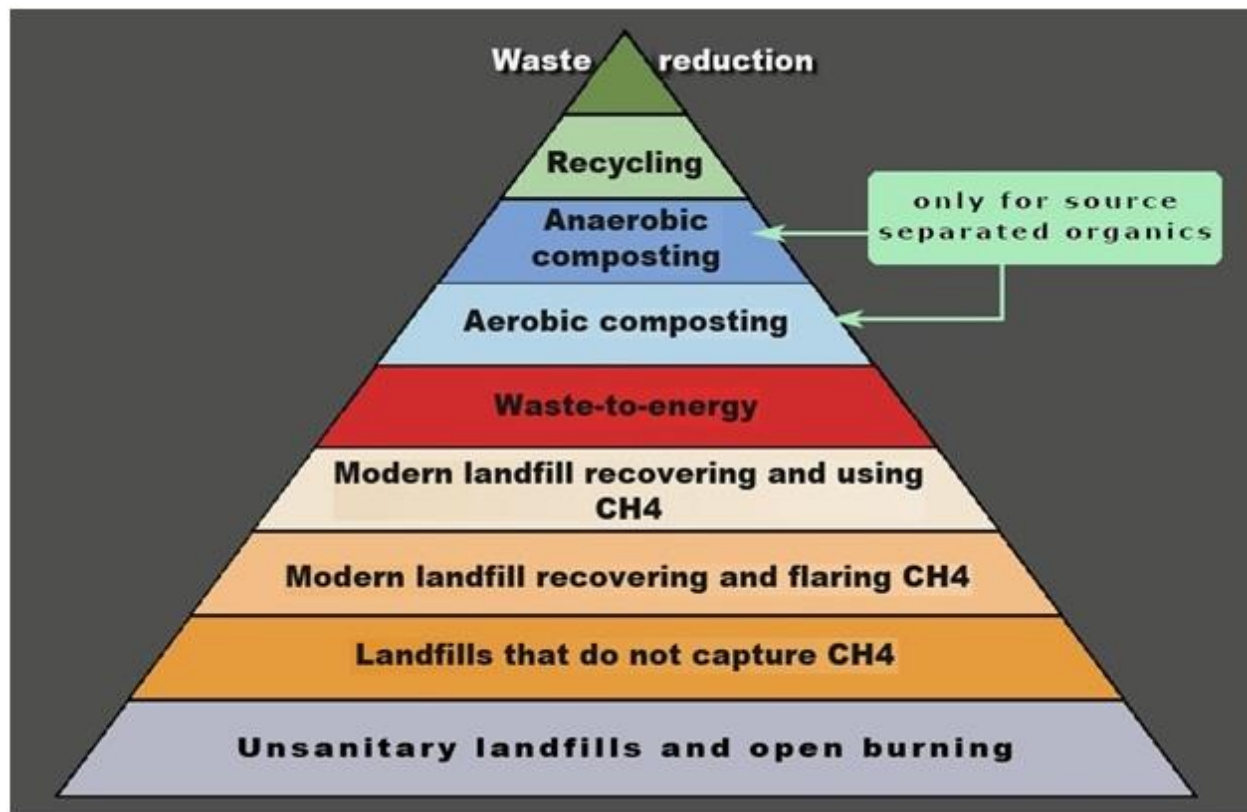 Waste reduction
Recycling
Anaerobic
composting
only for source
separated organics
Aerobic composting
Waste-to-energy
Modern landfill recovering and using
CH4
Modern landfill recovering and flaring CH4
Landfills that do not capture CH4
Unsanitary landfills and open burning